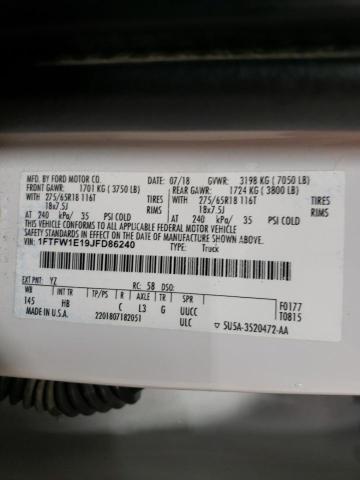 MFD. BY FORD MOTOR CO.
DATE: 07/18 GVWR: 3198 KG ( 7050 LB)
FRONT GAWR: 1701 KG ( 3750 LB) REAR GAWR: 1724 KG ( 3800 LB)
WITH 275/65R18 116T TIRES WITH 275/65R18 116T TIRES
18x7.5J RIMS 18x7.5J RIMS
AT 240 kPa/ 35 PSI COLD AT 240 kPa/ 35 PSI COLD
THIS VEHICLE CONFORMS TO ALL APPLICABLE FEDERAL MOTOR VEHICLE
SAFETY AND THEFT PREVENTION STANDARDS IN EFFECT ON THE
DATE OF MANUFACTURE SHOWN ABOVE.
VIN: 1FTFW1E19JFD86240 TYPE: Truck
EXT PNT: YZ RC: 58 DSO: F0177
WB INT TR TP/PS R AXLE TR SPR T0815
145 HB C L3 G UUCC
MADE IN U.S.A. 2201807182051 ULC 5U5A-3520472-AA